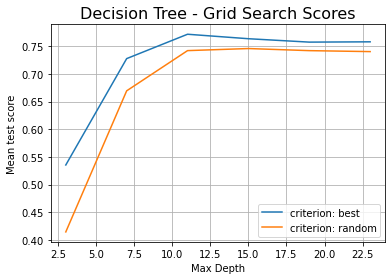 Decision Tree - Grid Search Scores
Mean test score
0.75
0.70
0.65
0.60
0.55
0.50
0.45
0.40
2.5 5.0 7.5 10.0 12.5 15.0 17.5 20.0 22.5
Max Depth
criterion: best
criterion: random